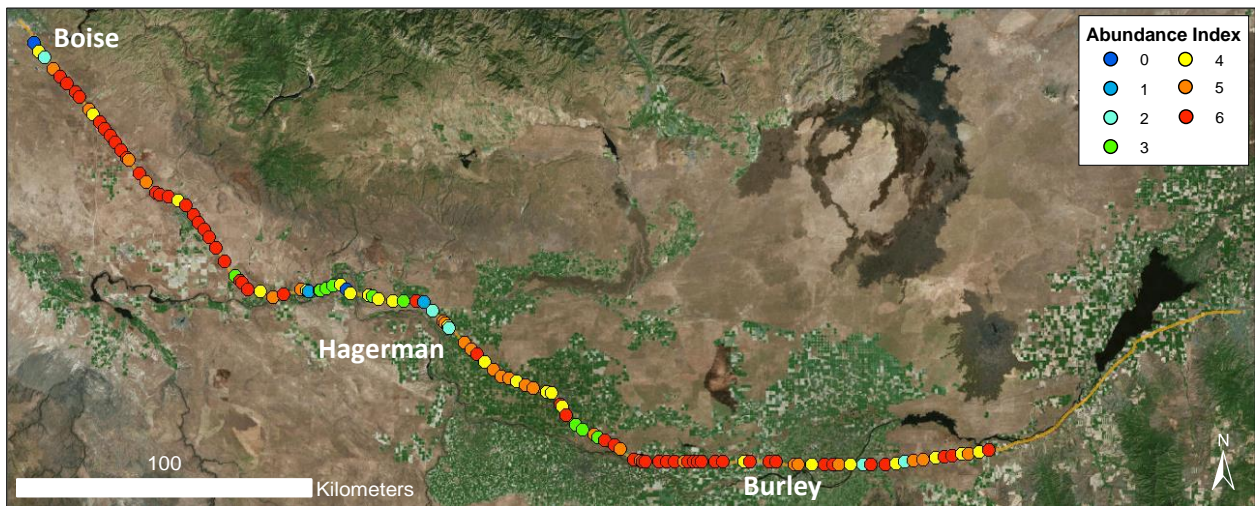 Boise
Abundance Index
0 4
1 5
2 6
3
Hagerman
N
100
Kilometers
Burley